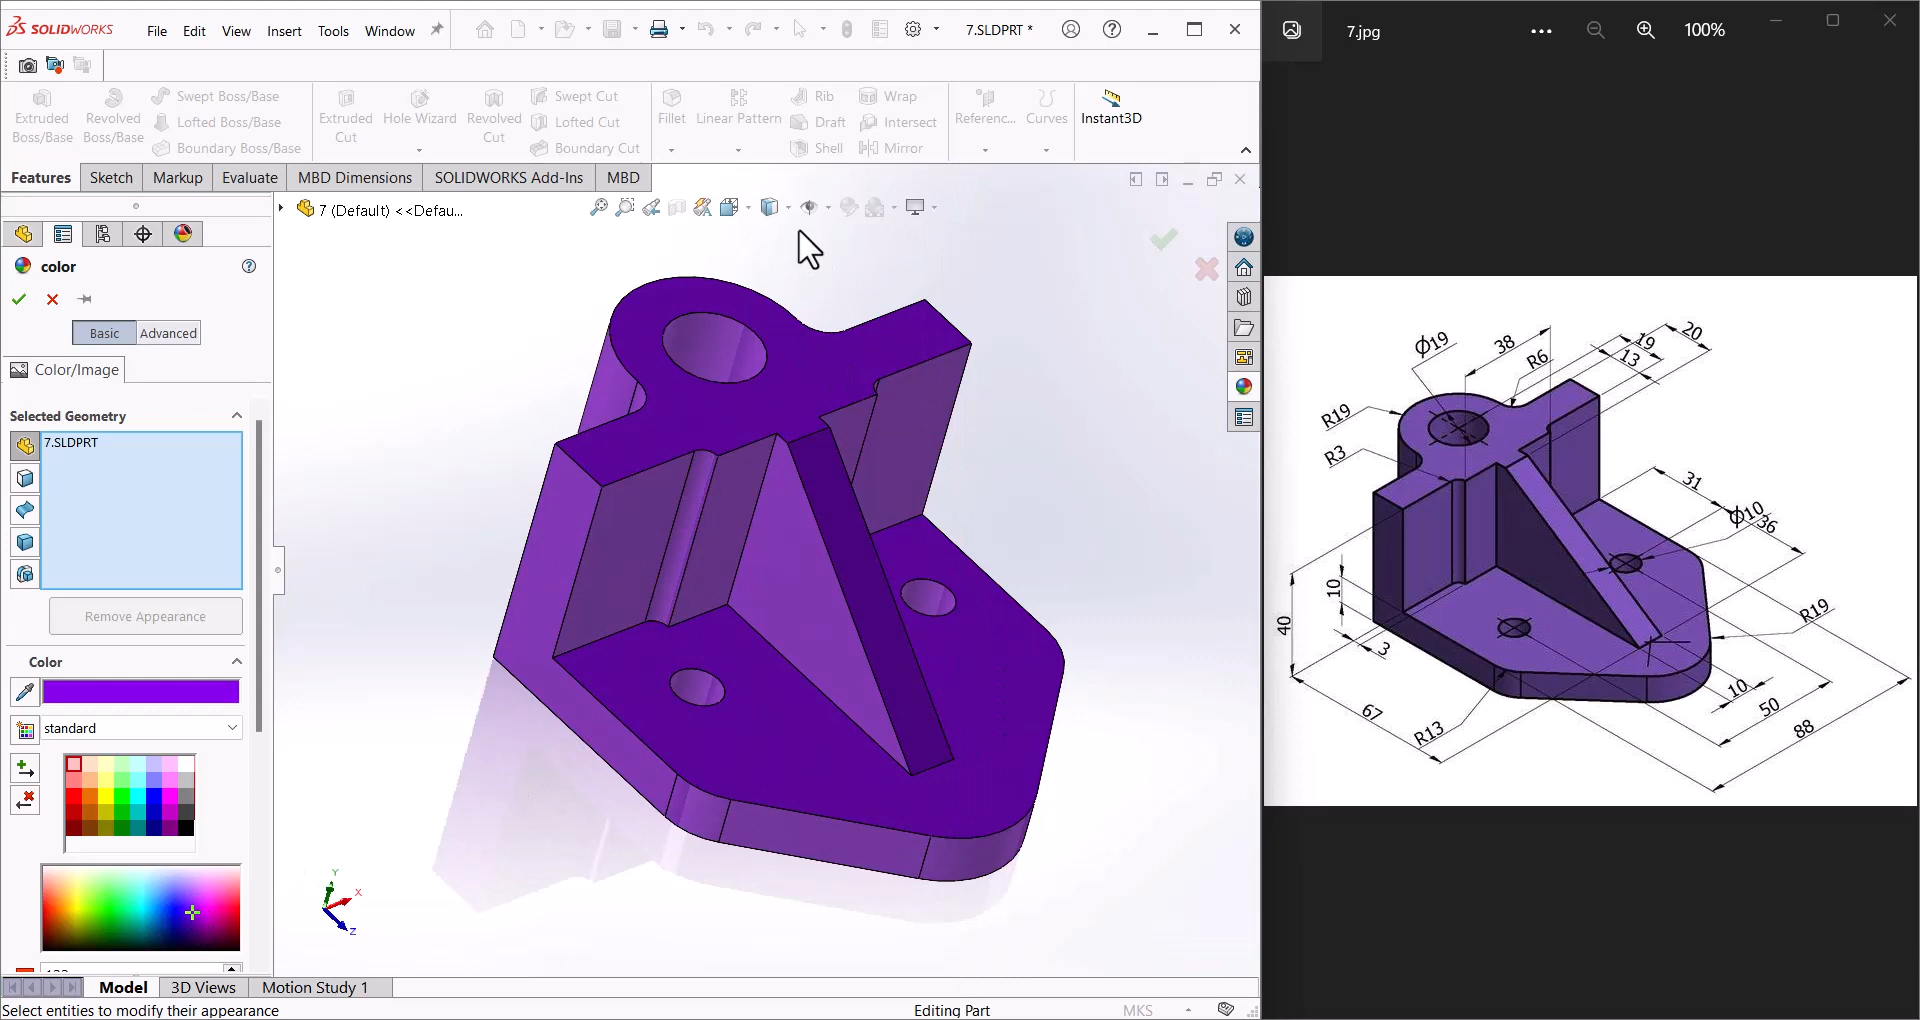 SOLIDWORKS
File Edit View Insert Tools Window
7.SLDPRT *
Extruded Boss/Base
Revolved Boss/Base
Swept Boss/Base
Lofted Boss/Base
Boundary Boss/Base
Extruded Cut
Hole Wizard
Revolved Cut
Swept Cut
Lofted Cut
Boundary Cut
Fillet
Linear Pattern
Rib
Draft
Shell
Wrap
Intersect
Mirror
Referenc...
Curves
Instant3D
Features Sketch Markup Evaluate MBD Dimensions SOLIDWORKS Add-Ins MBD
7 (Default) <<Defau...
color
Basic Advanced
Color/Image
Selected Geometry
7.SLDPRT
Remove Appearance
Color
standard
Y
X
Z
Model 3D Views Motion Study 1
Select entities to modify their appearance
Editing Part
MKS
7.jpg
100%
Ø19
38
R6
19
13
20
R19
R3
31
Ø10
36
10
40
3
R19
67
R13
10
50
88